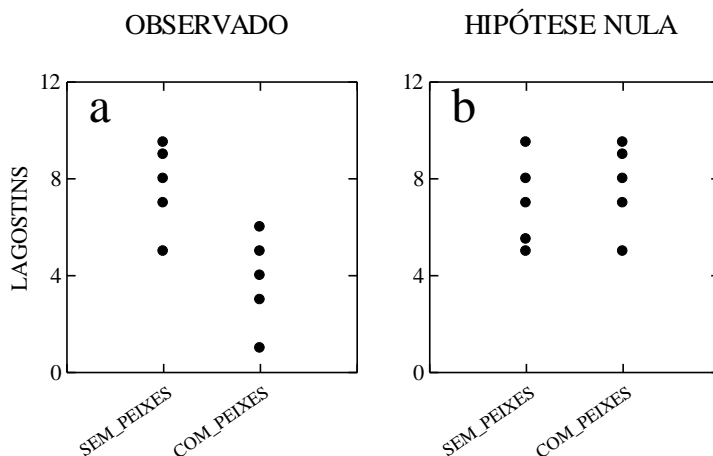 OBSERVADO
HIPÓTESE NULA
a
b
LAGOSTINS
12
8
4
0
12
8
4
0
SEM_PEIXES
COM_PEIXES
SEM_PEIXES
COM_PEIXES